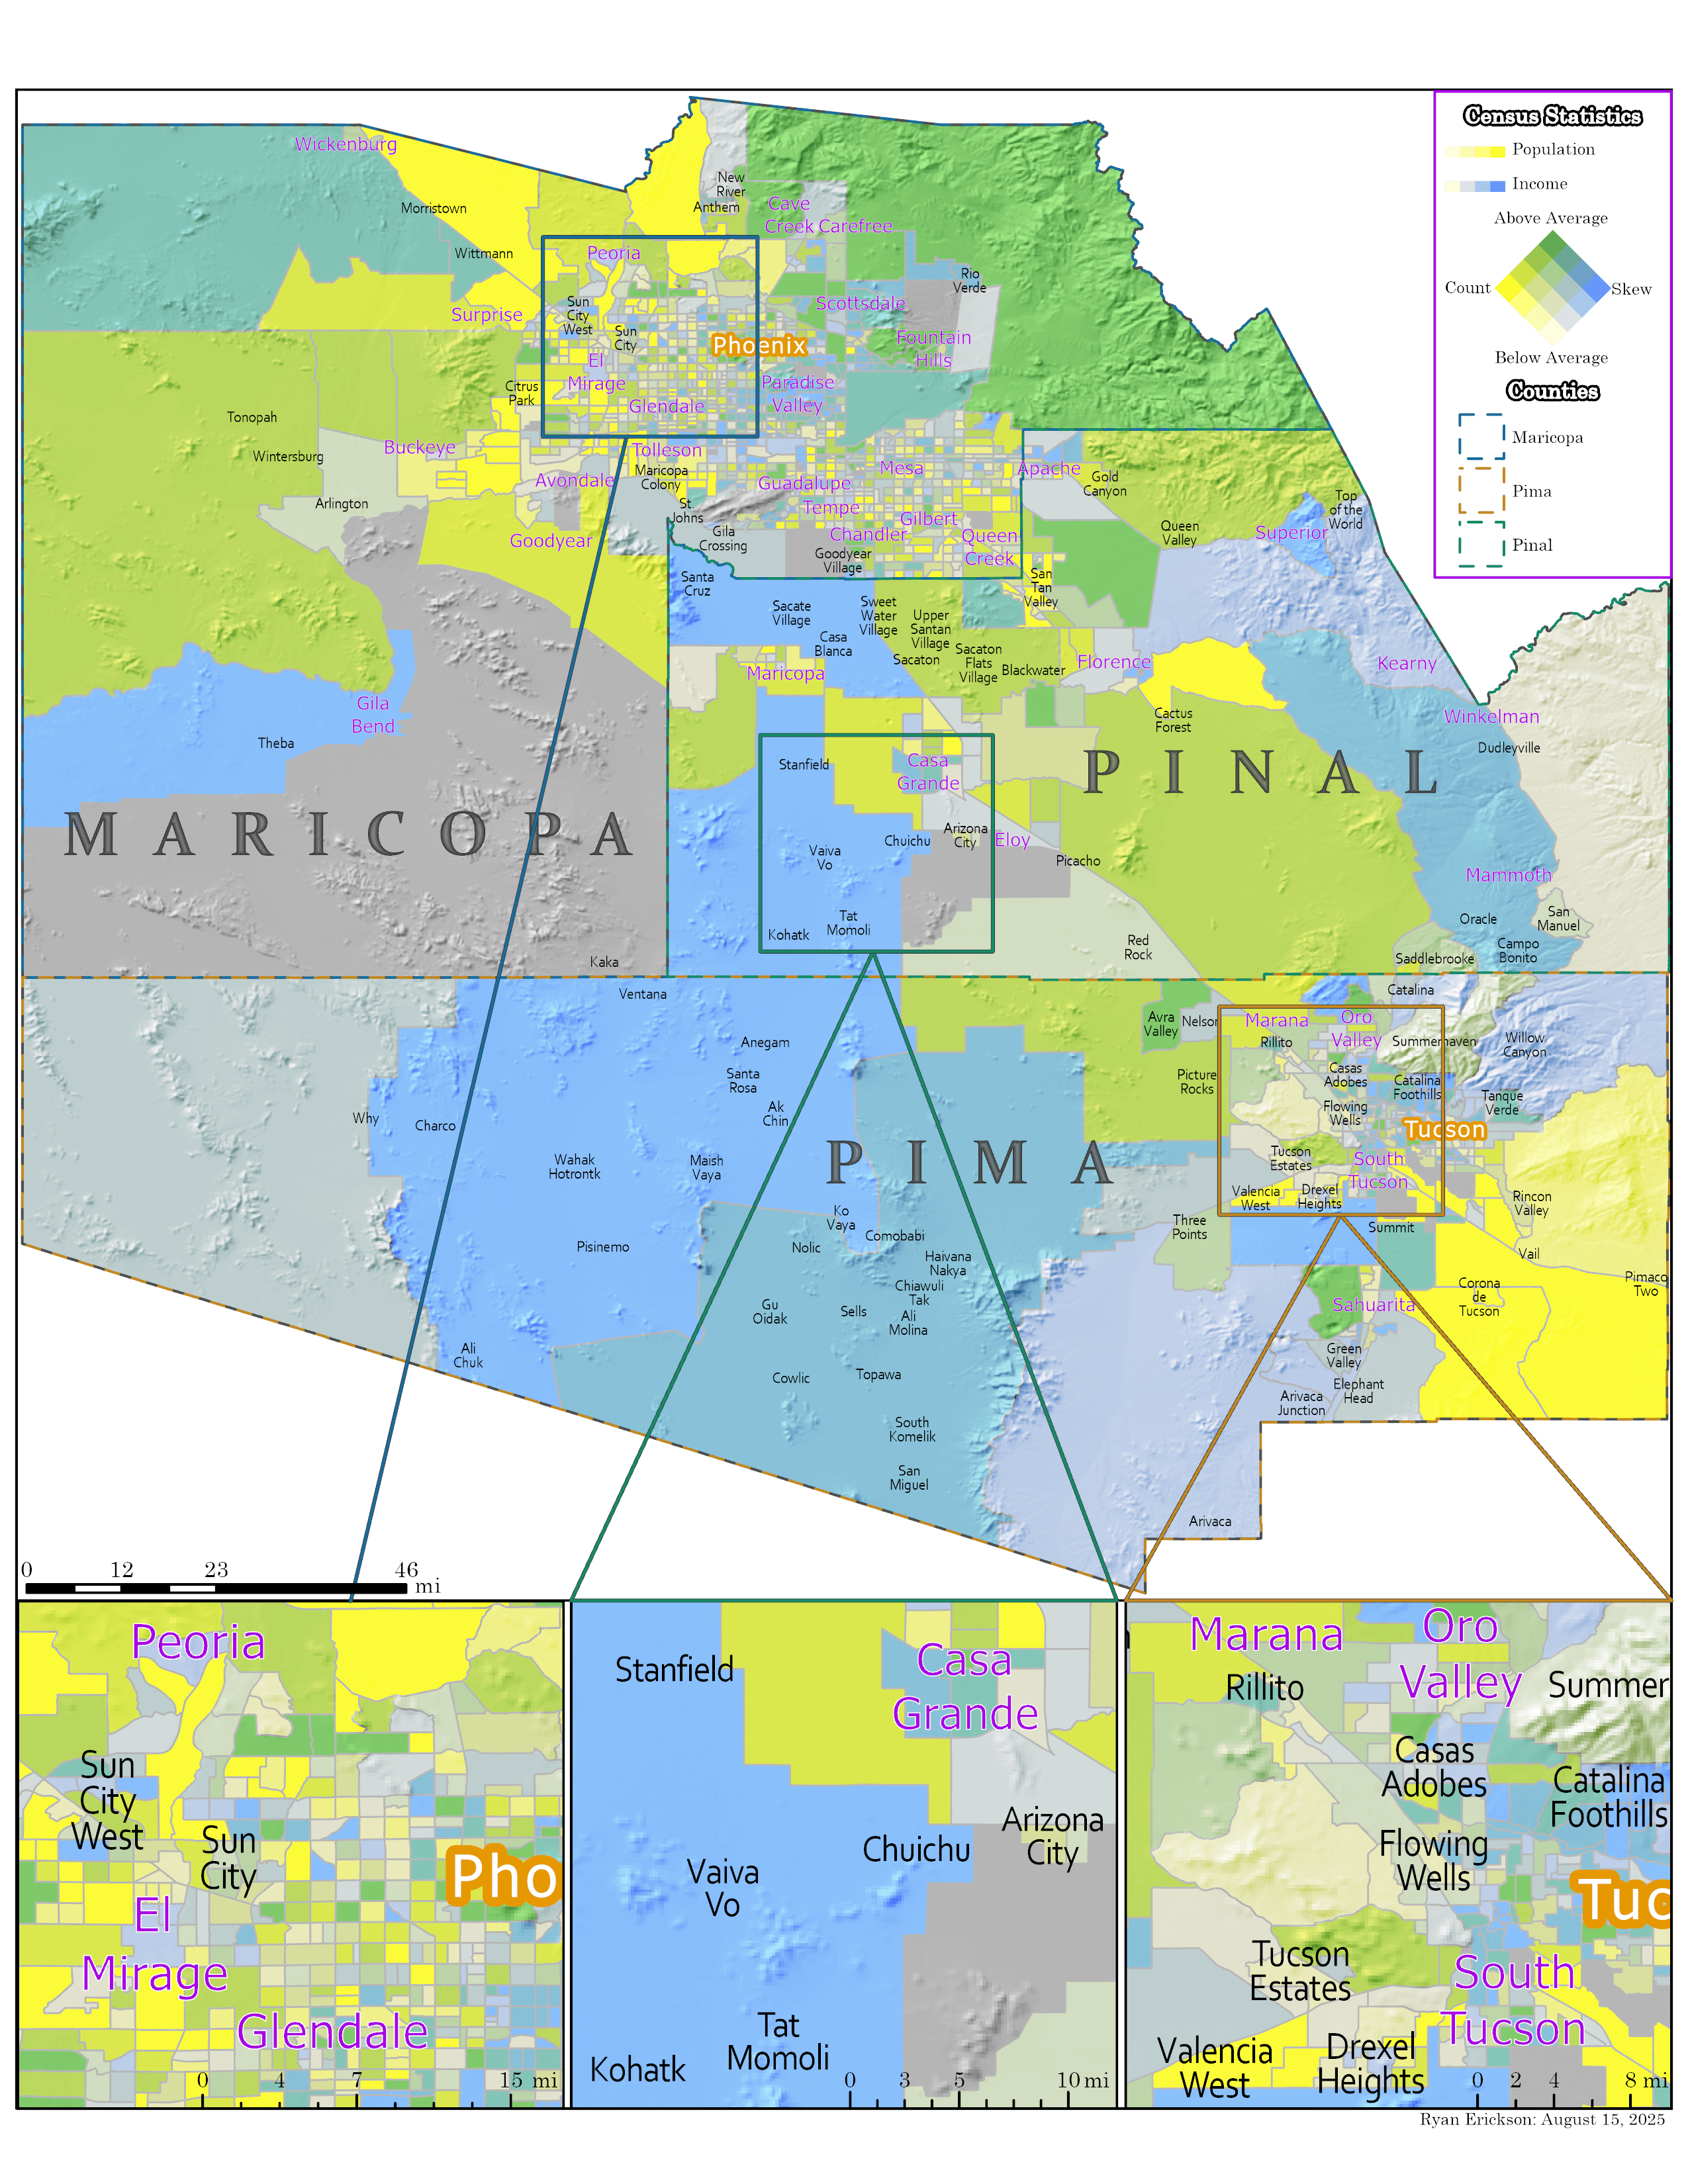 Census Statistics
Population
Income
Above Average
Count
Skew
Below Average
Counties
Maricopa
Pima
Pinal
Wickenburg
Morristown
Wittmann
New
River
Anthem
Cave
Creek
Carefree
Peoria
Rio
Verde
Surprise
Sun
City
West
Sun
City
Scottsdale
Phoenix
Fountain
Hills
El
Mirage
Citrus
Park
Paradise
Valley
Glendale
Tonopah
Wintersburg
Buckeye
Tolleson
Avondale
Maricopa
Colony
Mesa
Apache
Gold
Canyon
Guadalupe
Tempe
Arlington
St.
Johns
Gila
Crossing
Gilbert
Chandler
Queen
Creek
Goodyear
Goodyear
Village
Queen
Valley
Superior
Top
of the
World
Santa
Cruz
San
Tan
Valley
Sacate
Village
Sweet
Water
Village
Casa
Blanca
Upper
Santan
Village
Sacaton
Sacaton
Flats
Village
Blackwater
Florence
Kearny
Maricopa
Gila
Bend
Theba
Cactus
Forest
Winkelman
Dudleyville
Stanfield
Casa
Grande
PINAL
MARICOPA
Arizona
City
Eloy
Chuichu
Vaiva
Vo
Picacho
Mammoth
Tat
Momoli
Kohatk
Oracle
San
Manuel
Red
Rock
Saddlebrooke
Campo
Bonito
Kaka
Ventana
Catalina
Avra
Valley
Nelson
Marana
Oro
Valley
Rillito
Summerhaven
Willow
Canyon
Anegam
Santa
Rosa
Ak
Chin
Picture
Rocks
Casas
Adobes
Catalina
Foothills
Tanque
Verde
Why
Charco
Flowing
Wells
Tucson
Wahak
Hotrontk
Maish
Vaya
PIMA
Tucson
Estates
South
Tucson
Valencia
West
Drexel
Heights
Rincon
Valley
Ko
Vaya
Comobabi
Three
Points
Summit
Pisinemo
Nolic
Haivana
Nakya
Vail
Chiawuli
Tak
Pimaco
Two
Corona
de
Tucson
Gu
Oidak
Sells
Ali
Molina
Sahuarita
Ali
Chuk
Green
Valley
Cowlic
Topawa
Elephant
Head
Arivaca
Junction
South
Komelik
San
Miguel
Arivaca
0 12 23 46 mi
Peoria
Sun
City
West
Sun
City
Pho
El
Mirage
Glendale
0 4 7 15 mi
Stanfield
Casa
Grande
Arizona
City
Chuichu
Vaiva
Vo
Tat
Momoli
Kohatk
0 3 5 10 mi
Marana
Oro
Valley
Rillito
Summer
Casas
Adobes
Catalina
Foothills
Flowing
Wells
Tuc
Tucson
Estates
South
Tucson
Valencia
West
Drexel
Heights
0 2 4 8 mi
Ryan Erickson: August 15, 2025